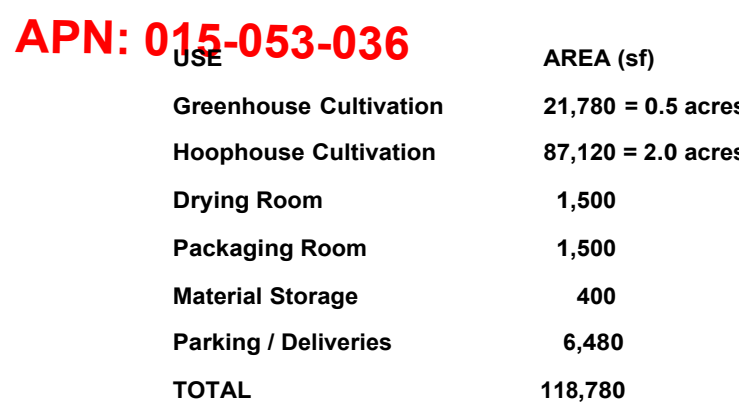 APN: 015-053-036
USE AREA (sf)
Greenhouse Cultivation 21,780 = 0.5 acres
Hoophouse Cultivation 87,120 = 2.0 acres
Drying Room 1,500
Packaging Room 1,500
Material Storage 400
Parking / Deliveries 6,480
TOTAL 118,780